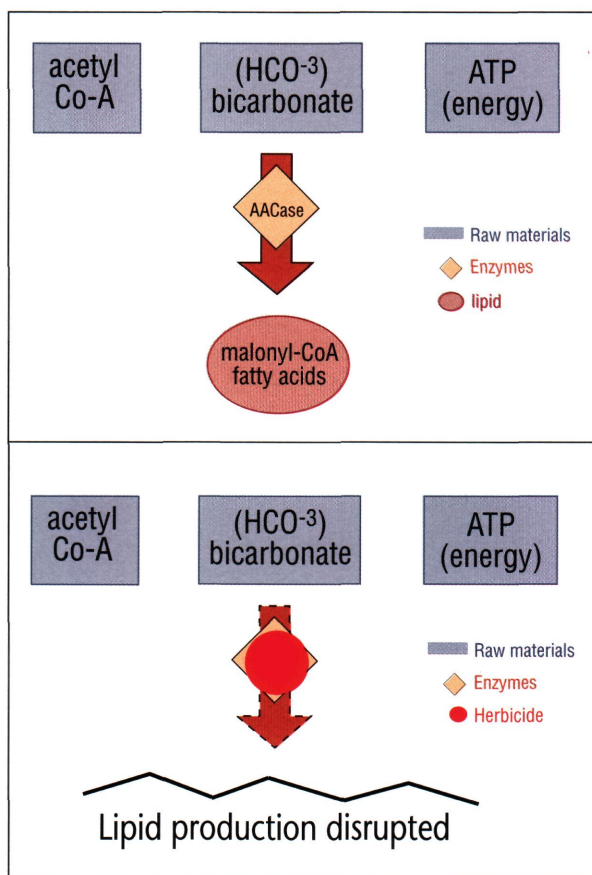 acetyl
Co-A
(HCO⁻³)
bicarbonate
ATP
(energy)
AACase
Raw materials
Enzymes
lipid
malonyl-CoA
fatty acids
acetyl
Co-A
(HCO⁻³)
bicarbonate
ATP
(energy)
Raw materials
Enzymes
Herbicide
Lipid production disrupted